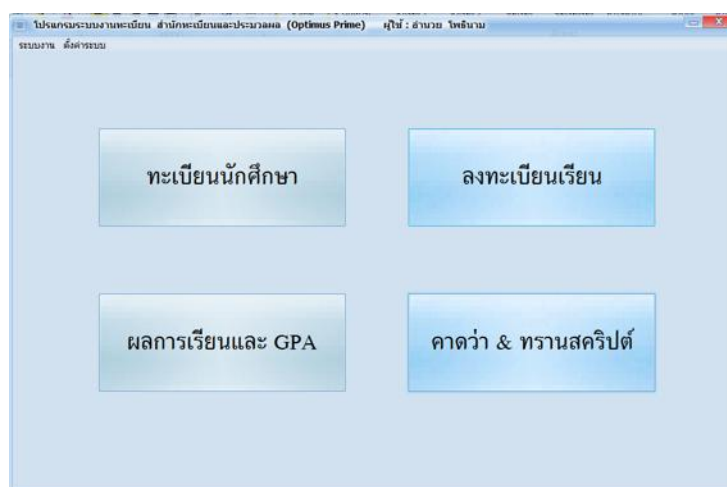 โปรแกรมระบบงานทะเบียน สำนักทะเบียนและประมวลผล (Optimus Prime) ผู้ใช้ : อำนวย โพธินาม
ระบบงาน ตั้งค่าระบบ
ทะเบียนนักศึกษา ลงทะเบียนเรียน
ผลการเรียนและ GPA คาดว่า & ทรานสคริปต์